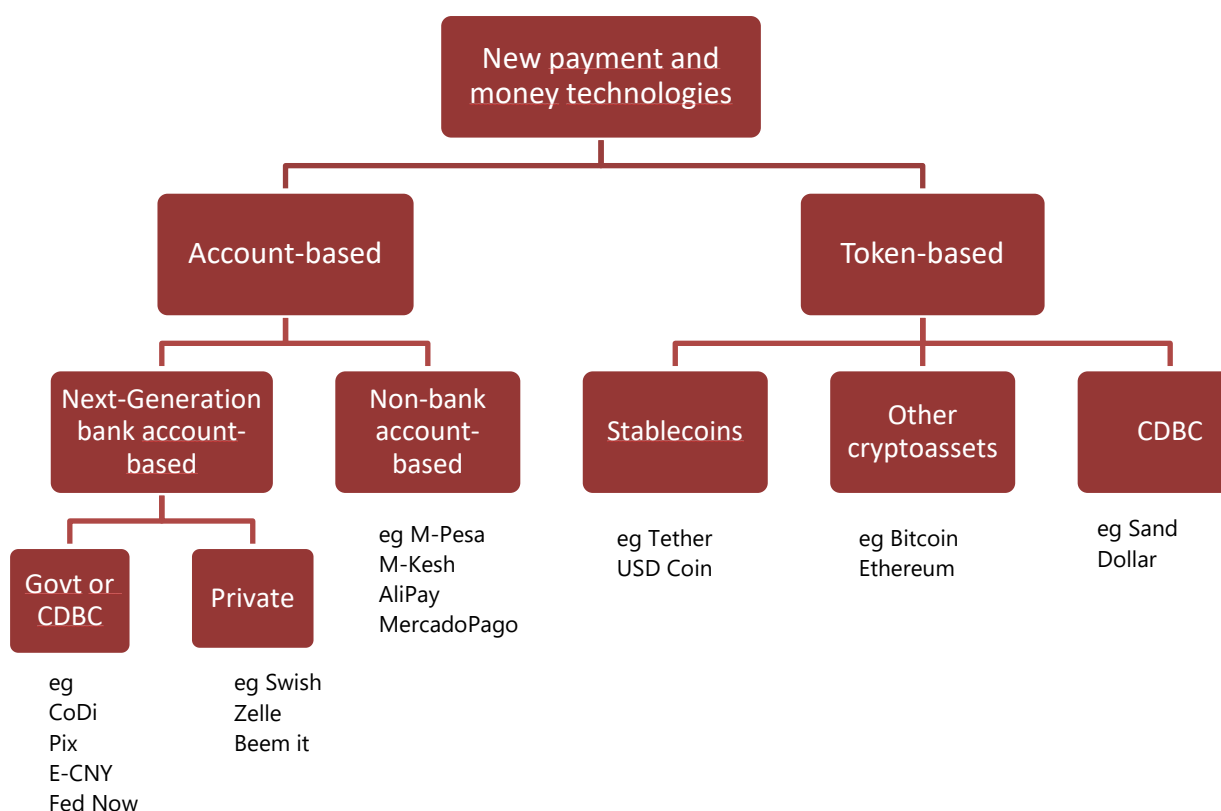 New payment and
money technologies
Account-based
Token-based
Next-Generation
bank account-
based
Non-bank
account-
based
Stablecoins
Other
cryptoassets
CDBC
eg M-Pesa
M-Kesh
AliPay
MercadoPago
eg Tether
USD Coin
eg Bitcoin
Ethereum
eg Sand
Dollar
Govt or
CDBC
Private
eg
CoDi
Pix
E-CNY
Fed Now
eg Swish
Zelle
Beem it